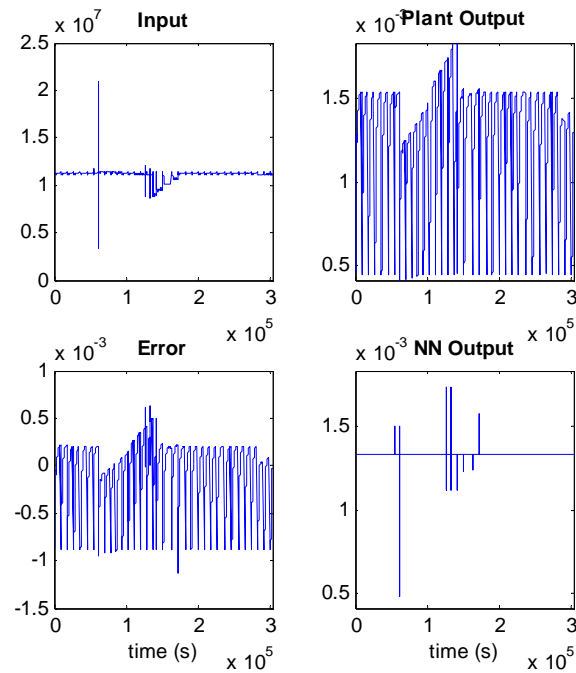 Input
x 10^7
2.5
2
1.5
1
0.5
0
0 1 2 3
x 10^5
Plant Output
x 10^-3
1.5
1
0.5
0 1 2 3
x 10^5
Error
x 10^-3
1
0.5
0
-0.5
-1
-1.5
0 1 2 3
time (s)
x 10^5
NN Output
x 10^-3
1.5
1
0.5
0 1 2 3
time (s)
x 10^5